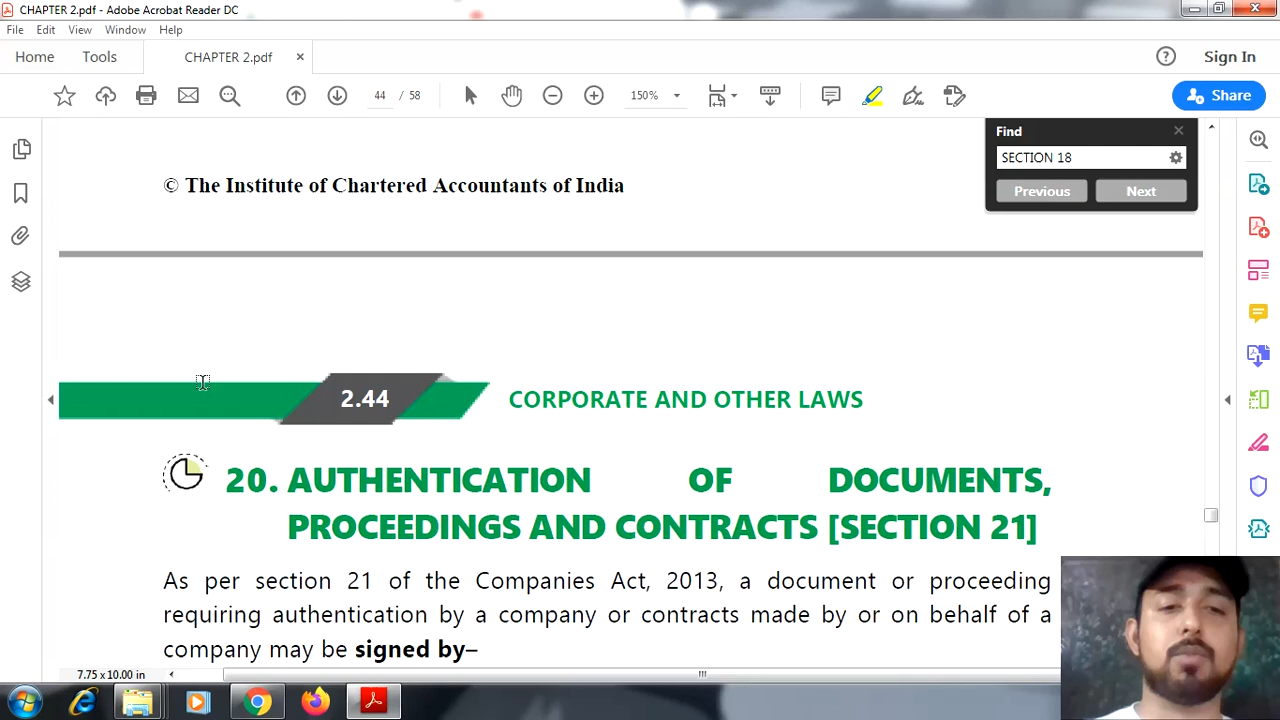 CHAPTER 2.pdf - Adobe Acrobat Reader DC
File Edit View Window Help
Home Tools CHAPTER 2.pdf × ? Sign In
44 / 58 150% Share
Find
SECTION 18
Previous Next
© The Institute of Chartered Accountants of India
2.44 CORPORATE AND OTHER LAWS
20. AUTHENTICATION OF DOCUMENTS,
PROCEEDINGS AND CONTRACTS [SECTION 21]
As per section 21 of the Companies Act, 2013, a document or proceeding
requiring authentication by a company or contracts made by or on behalf of a
company may be signed by–
7.75 x 10.00 in